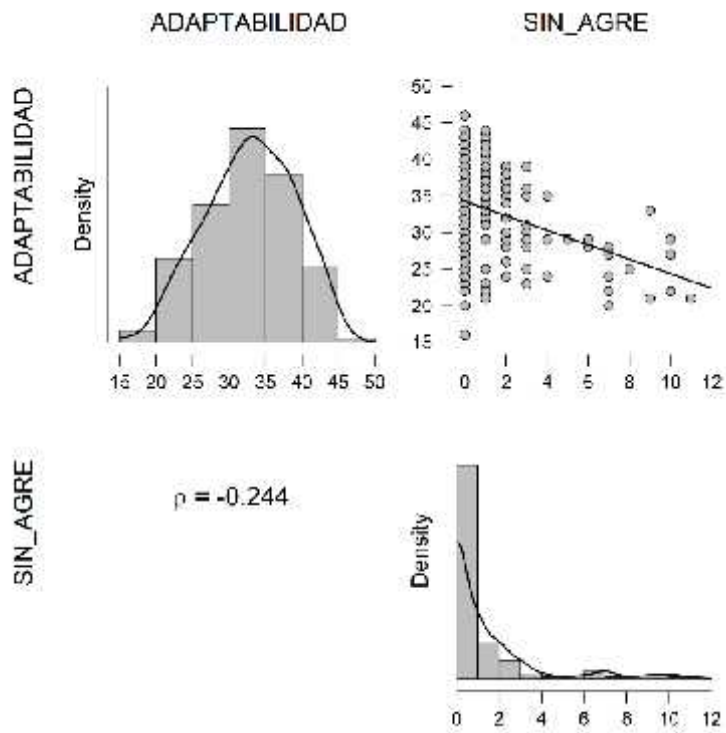 ADAPTABILIDAD SIN_AGRE
ADAPTABILIDAD
Density
50
45
40
35
30
25
20
15
15 20 25 30 35 40 45 50
0 2 4 6 8 10 12
SIN_AGRE
ρ = -0.244
Density
0 2 4 6 8 10 12